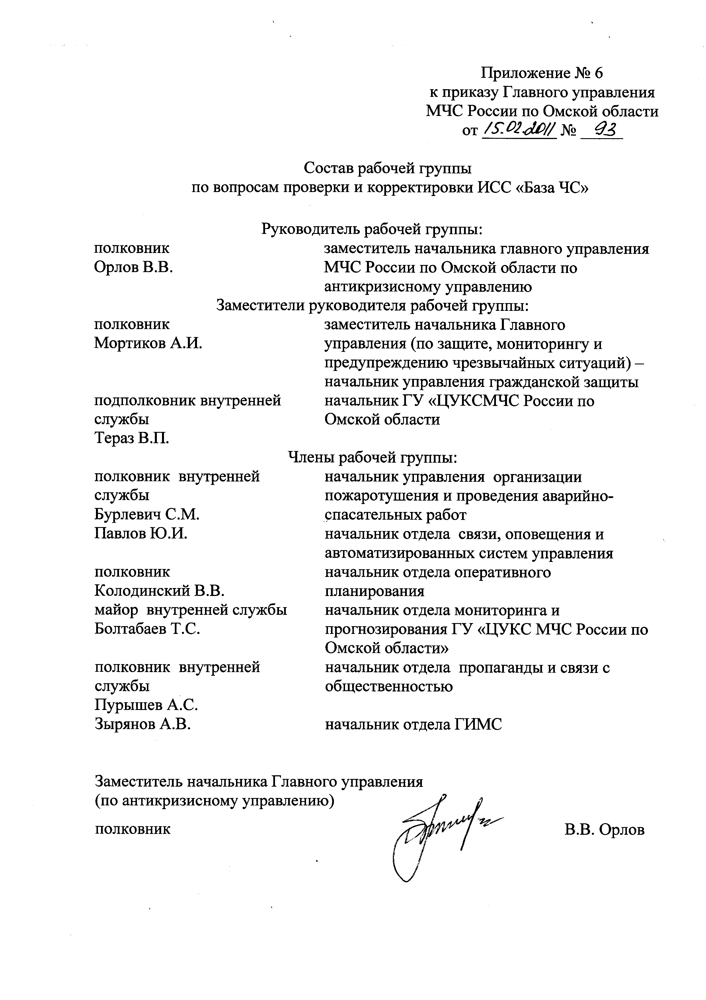 Приложение № 6
к приказу Главного управления
МЧС России по Омской области
от 15.02.2011 № 93
Состав рабочей группы
по вопросам проверки и корректировки ИСС «База ЧС»
Руководитель рабочей группы:
полковник заместитель начальника главного управления
Орлов В.В. МЧС России по Омской области по
антикризисному управлению
Заместители руководителя рабочей группы:
полковник заместитель начальника Главного
Мортиков А.И. управления (по защите, мониторингу и
предупреждению чрезвычайных ситуаций) –
начальник управления гражданской защиты
подполковник внутренней начальник ГУ «ЦУКСМЧС России по
службы Омской области
Тераз В.П.
Члены рабочей группы:
полковник внутренней начальник управления организации
службы пожаротушения и проведения аварийно-
Бурлевич С.М. спасательных работ
Павлов Ю.И. начальник отдела связи, оповещения и
автоматизированных систем управления
полковник начальник отдела оперативного
Колодинский В.В. планирования
майор внутренней службы начальник отдела мониторинга и
Болтабаев Т.С. прогнозирования ГУ «ЦУКС МЧС России по
Омской области»
полковник внутренней начальник отдела пропаганды и связи с
службы общественностью
Пурышев А.С.
Зырянов А.В. начальник отдела ГИМС
Заместитель начальника Главного управления
(по антикризисному управлению)
полковник В.В. Орлов